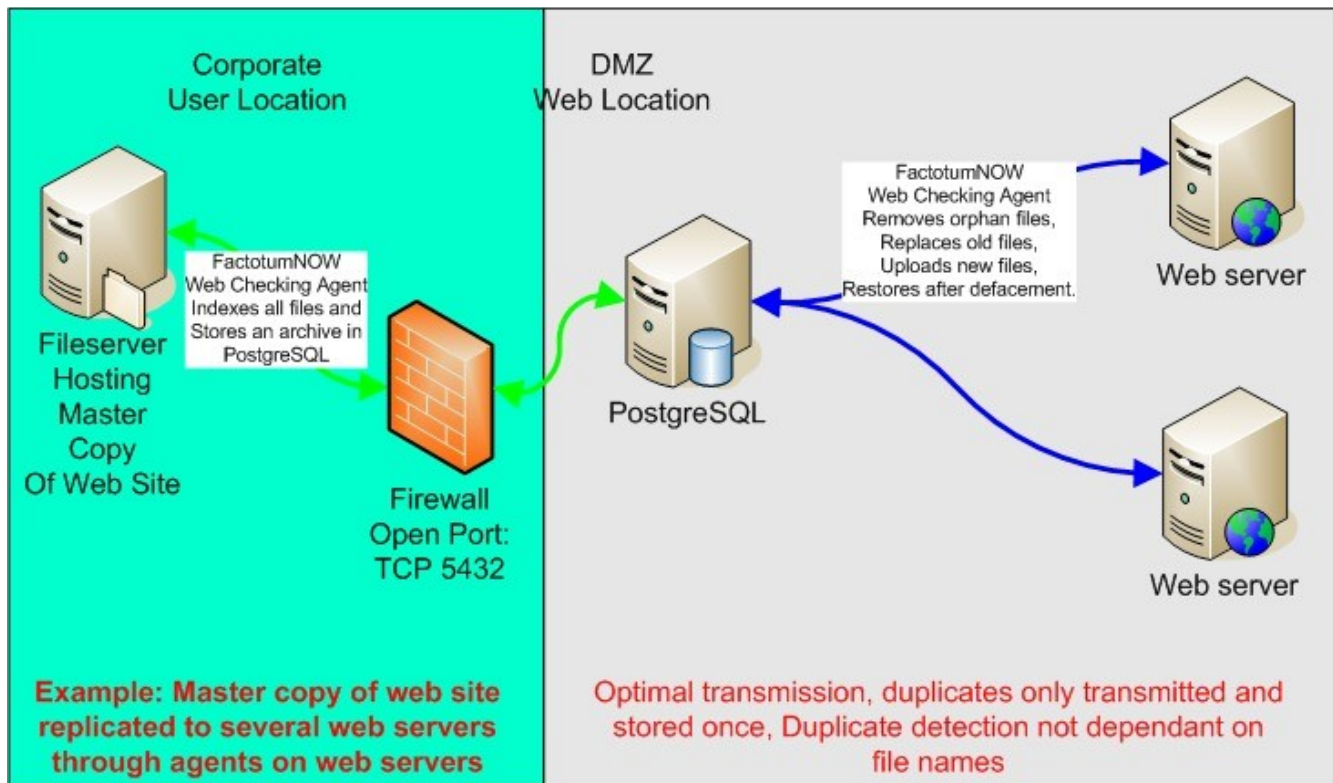 Corporate
User Location
DMZ
Web Location
FactotumNOW
Web Checking Agent
Indexes all files and
Stores an archive in
PostgreSQL
Fileserver
Hosting
Master
Copy
Of Web Site
Firewall
Open Port:
TCP 5432
PostgreSQL
FactotumNOW
Web Checking Agent
Removes orphan files,
Replaces old files,
Uploads new files,
Restores after defacement.
Web server
Web server
Example: Master copy of web site
replicated to several web servers
through agents on web servers
Optimal transmission, duplicates only transmitted and
stored once, Duplicate detection not dependant on
file names